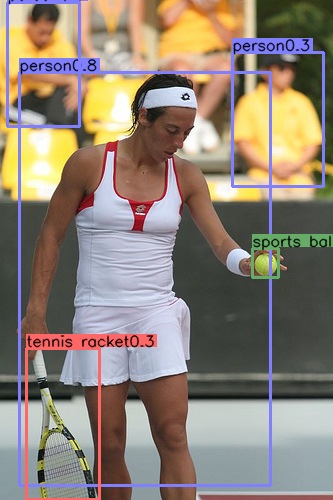 person0.3
person0.8
sports bal
tennis racket0.3